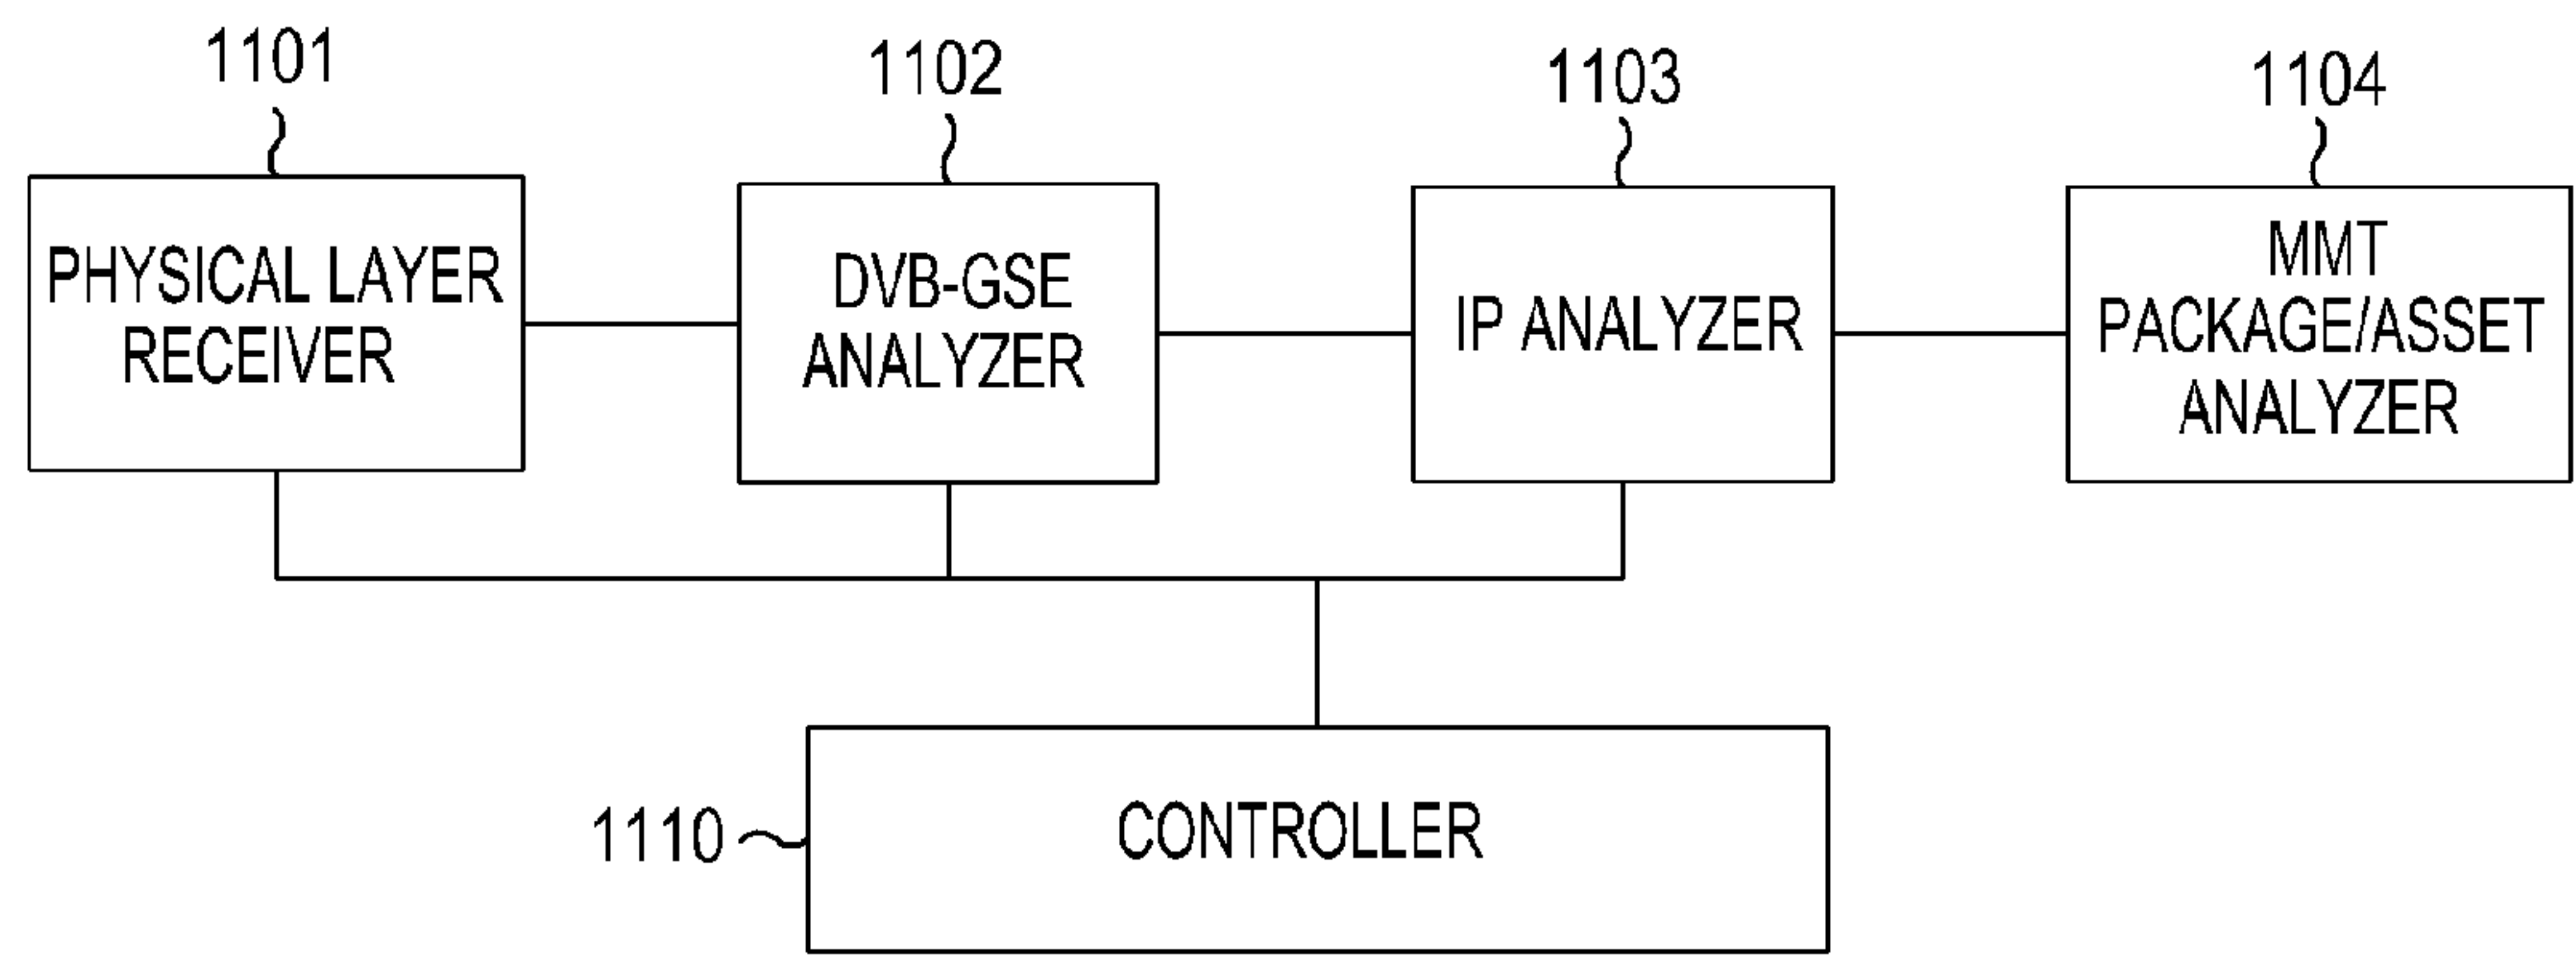 1101
1102
1103
1104
PHYSICAL LAYER
RECEIVER
DVB-GSE
ANALYZER
IP ANALYZER
MMT
PACKAGE/ASSET
ANALYZER
1110
CONTROLLER